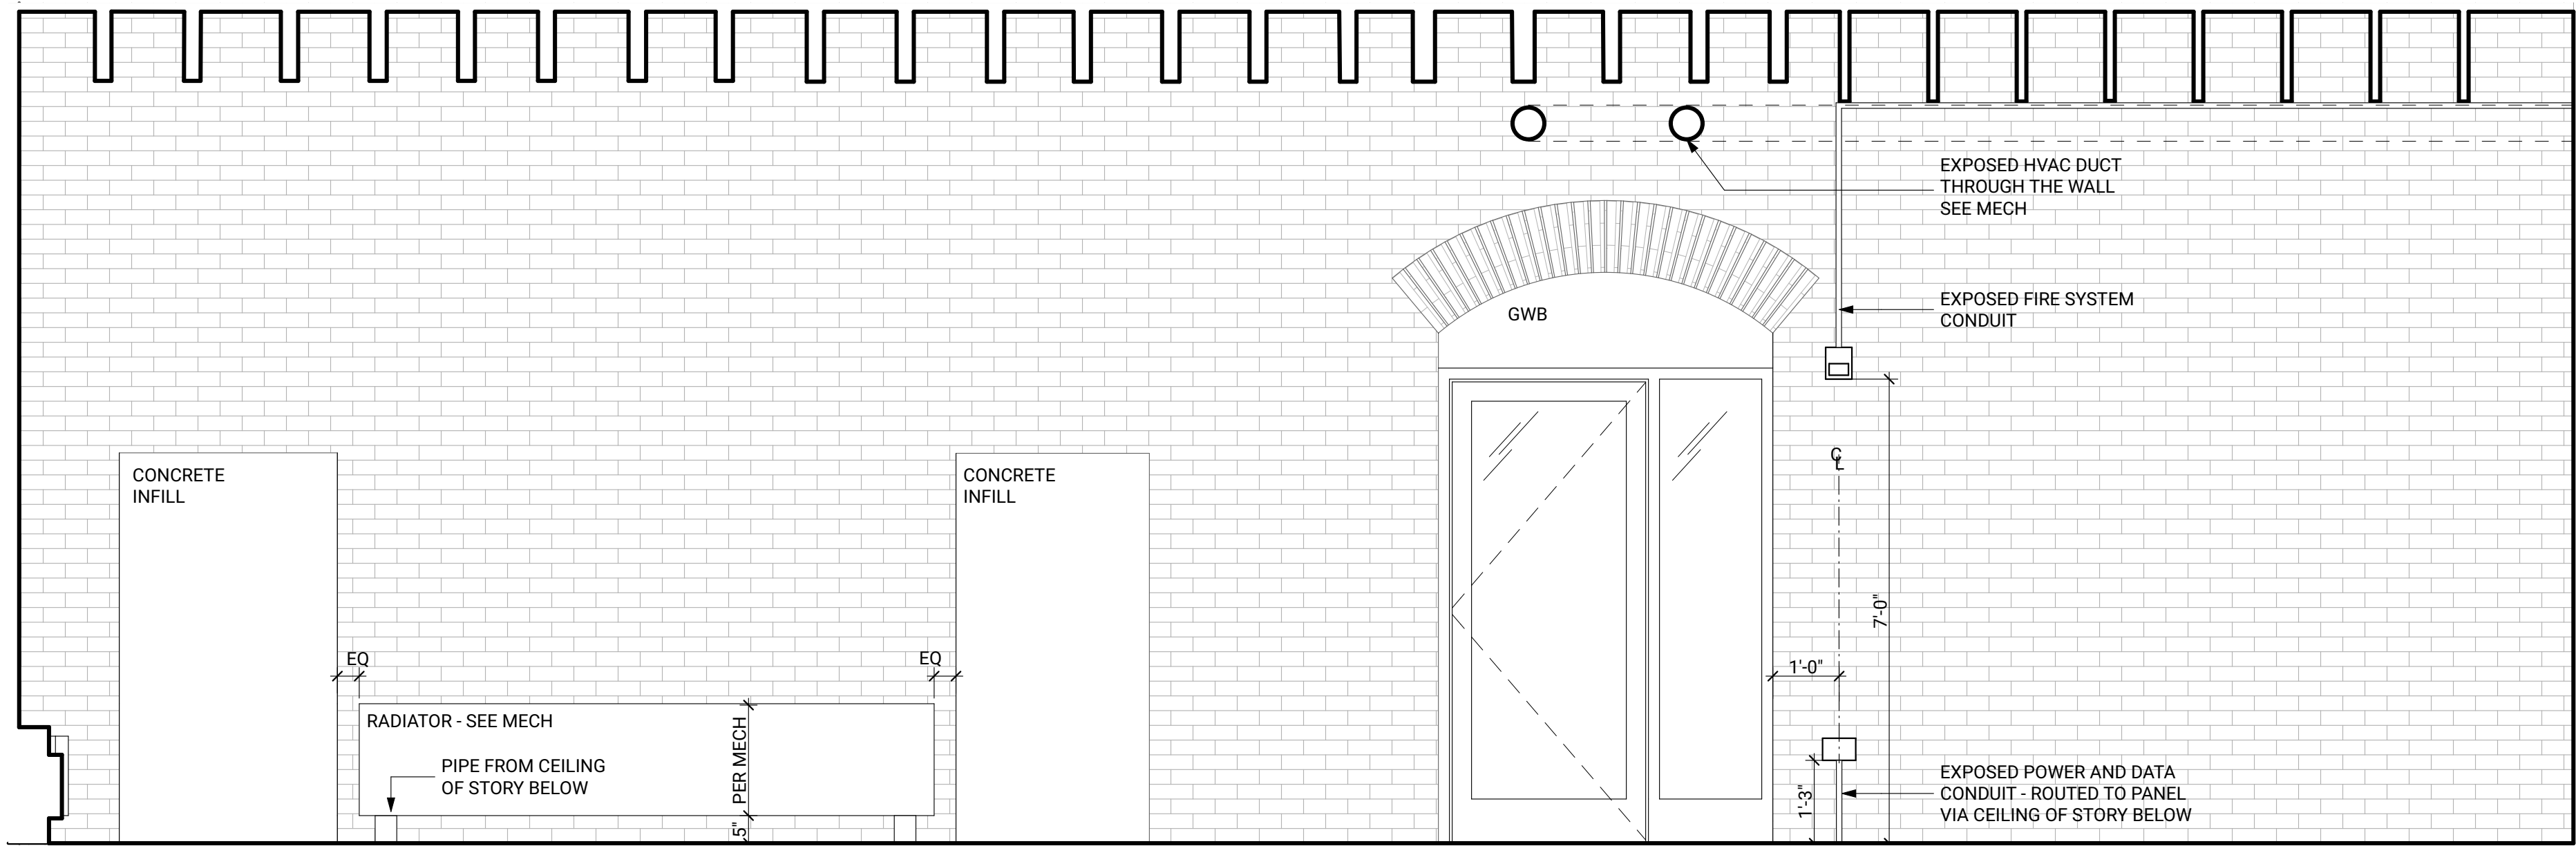 EXPOSED HVAC DUCT
THROUGH THE WALL
SEE MECH
EXPOSED FIRE SYSTEM
CONDUIT
GWB
CONCRETE
INFILL
CONCRETE
INFILL
CL
7'-0"
EQ
EQ
1'-0"
RADIATOR - SEE MECH
PER MECH
PIPE FROM CEILING
OF STORY BELOW
5"
1'-3"
EXPOSED POWER AND DATA
CONDUIT - ROUTED TO PANEL
VIA CEILING OF STORY BELOW